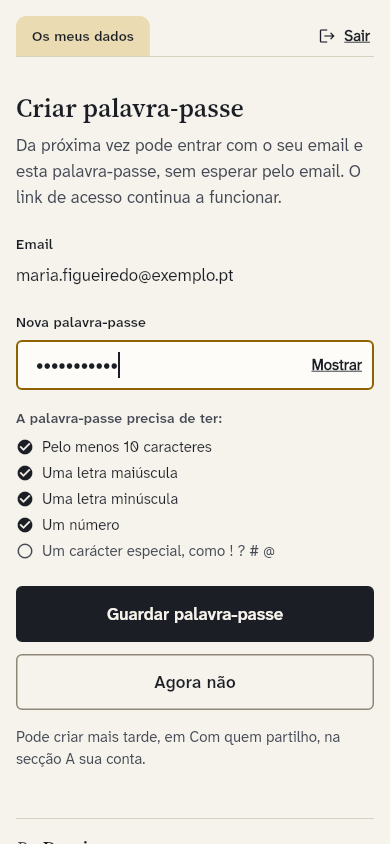 Os meus dados
Sair
Criar palavra-passe
Da próxima vez pode entrar com o seu email e
esta palavra-passe, sem esperar pelo email. O
link de acesso continua a funcionar.
Email
maria.figueiredo@exemplo.pt
Nova palavra-passe
•••••••••••
Mostrar
A palavra-passe precisa de ter:
Pelo menos 10 caracteres
Uma letra maiúscula
Uma letra minúscula
Um número
Um carácter especial, como ! ? # @
Guardar palavra-passe
Agora não
Pode criar mais tarde, em Com quem partilho, na
secção A sua conta.